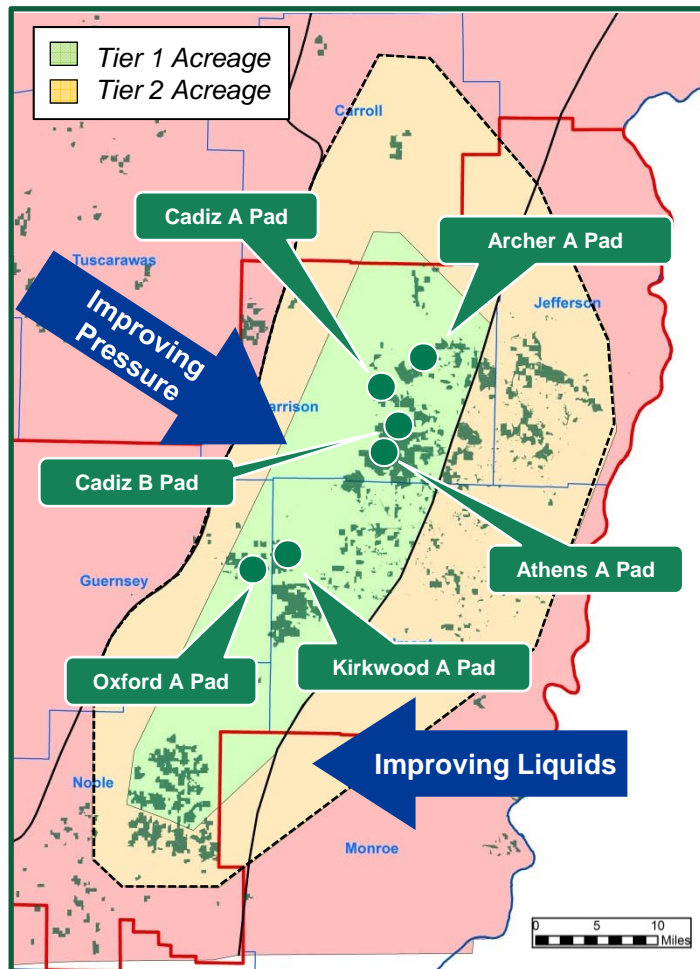 Tier 1 Acreage
Tier 2 Acreage
Carroll
Cadiz A Pad
Archer A Pad
Tuscarawas
Jefferson
Improving
Pressure
arrison
Cadiz B Pad
Athens A Pad
Guernsey
Oxford A Pad
Kirkwood A Pad
Improving Liquids
Noble
Monroe
0 5 10
Miles